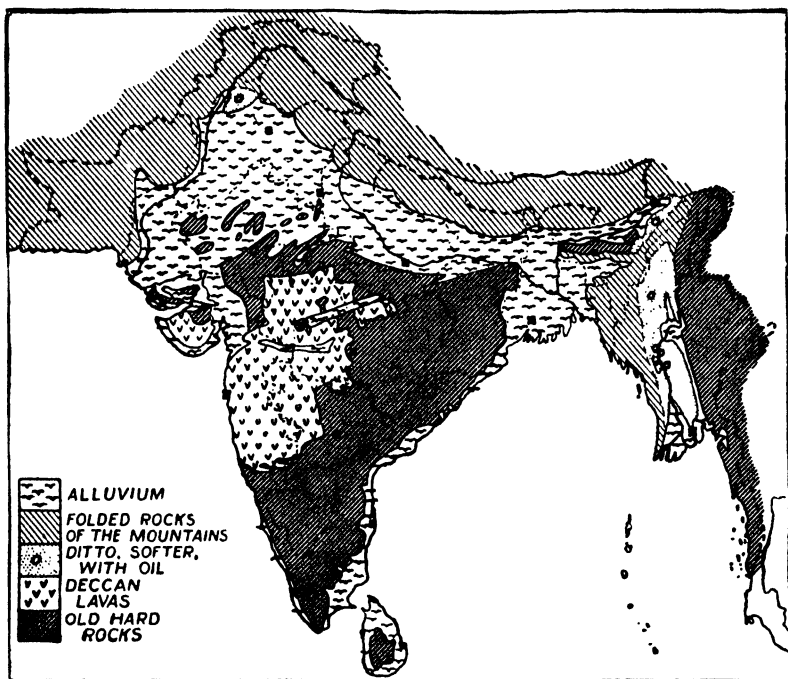 ALLUVIUM
FOLDED ROCKS
OF THE MOUNTAINS
DITTO, SOFTER,
WITH OIL
DECCAN
LAVAS
OLD HARD
ROCKS